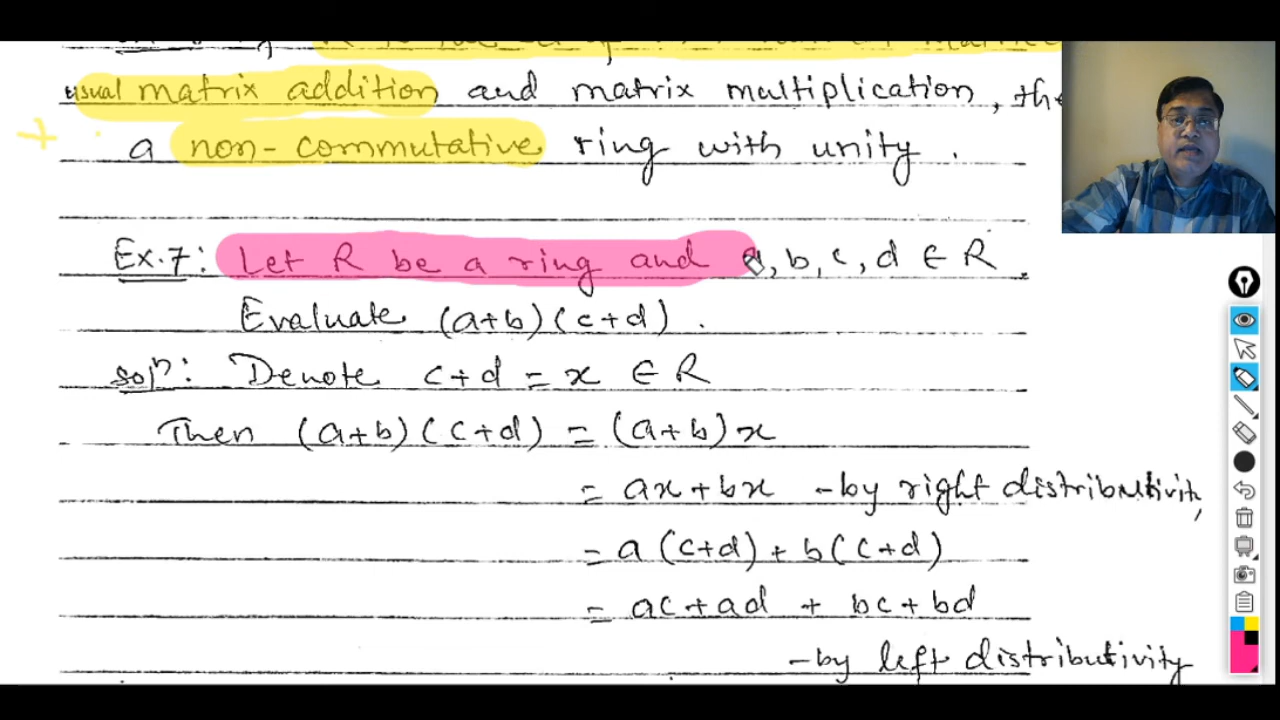 usual matrix addition and matrix multiplication, the
a non-commutative ring with unity.
Ex.7: Let R be a ring and a, b, c, d ∈ R.
Evaluate (a+b)(c+d).
Solⁿ: Denote c+d = x ∈ R
Then (a+b)(c+d) = (a+b)x
= ax+bx - by right distributivity,
= a(c+d) + b(c+d)
= ac+ad + bc+bd
- by left distributivity